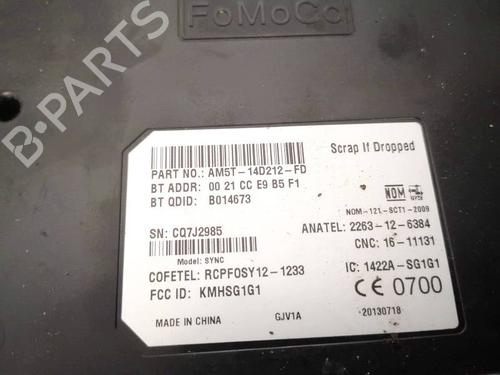 FoMoCo
B-PARTS
Scrap If Dropped
PART NO.: AM5T-14D212-FD
BT ADDR: 00 21 CC E9 B5 F1
BT QDID: B014673
NOM
NOM-121-SCT1-2009
SN: CQ7J2985
ANATEL: 2263-12-6384
Model: SYNC
CNC: 16-11131
COFETEL: RCPFOSY12-1233
IC: 1422A-SG1G1
FCC ID: KMHSG1G1
CE 0700
MADE IN CHINA
GJV1A
20130718